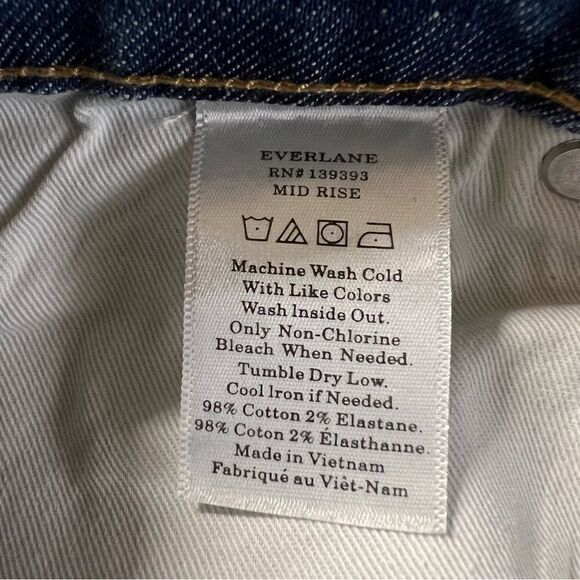 EVERLANE
RN# 139393
MID RISE
Machine Wash Cold
With Like Colors
Wash Inside Out.
Only Non-Chlorine
Bleach When Needed.
Tumble Dry Low.
Cool Iron if Needed.
98% Cotton 2% Elastane.
98% Coton 2% Élasthanne.
Made in Vietnam
Fabriqué au Viêt-Nam